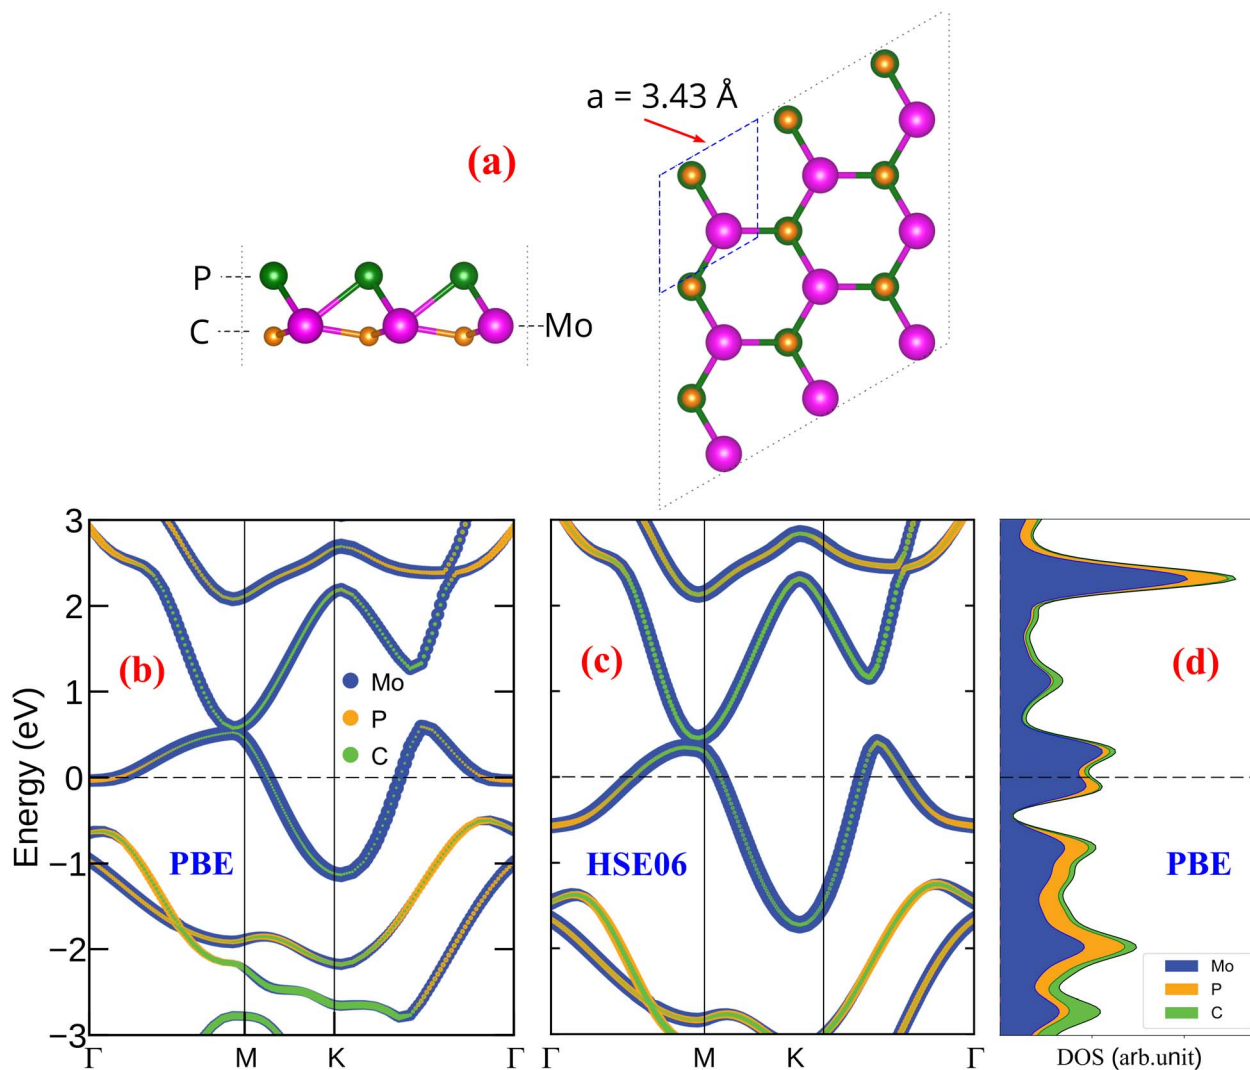 a = 3.43 Å
(a)
P
C
Mo
Energy (eV)
3
2
1
0
−1
−2
−3
(b)
Mo
P
C
PBE
Γ M K Γ
(c)
HSE06
Γ M K Γ
(d)
PBE
Mo
P
C
DOS (arb.unit)